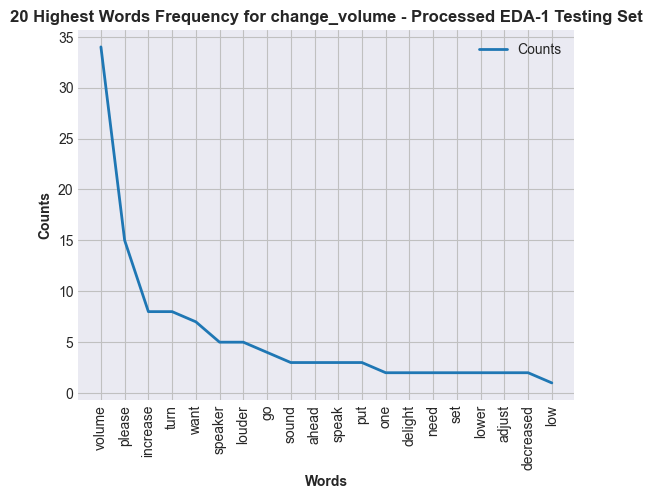 20 Highest Words Frequency for change_volume - Processed EDA-1 Testing Set
Counts
35
30
25
20
15
10
5
0
Counts
volume
please
increase
turn
want
speaker
louder
go
sound
ahead
speak
put
one
delight
need
set
lower
adjust
decreased
low
Words